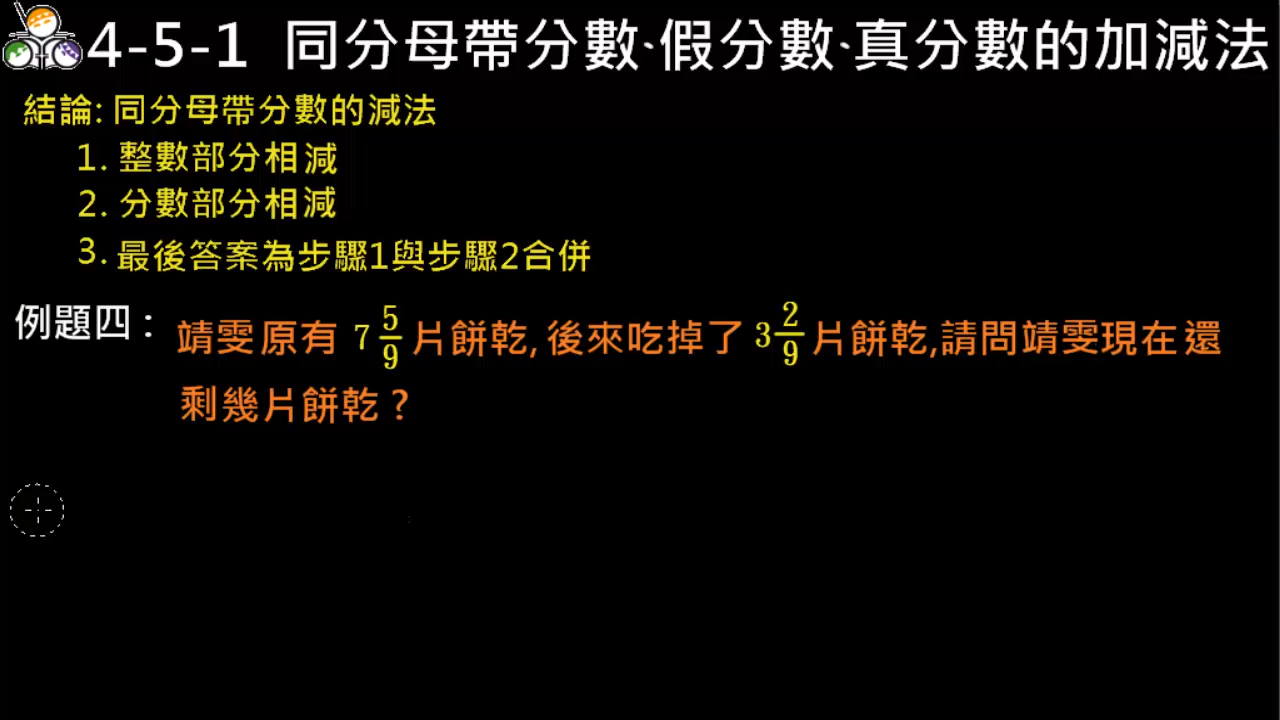 4-5-1 同分母帶分數·假分數·真分數的加減法
結論: 同分母帶分數的減法
1. 整數部分相減
2. 分數部分相減
3. 最後答案為步驟1與步驟2合併
例題四: 靖雯原有 7 5/9 片餅乾, 後來吃掉了 3 2/9 片餅乾,請問靖雯現在還
剩幾片餅乾?